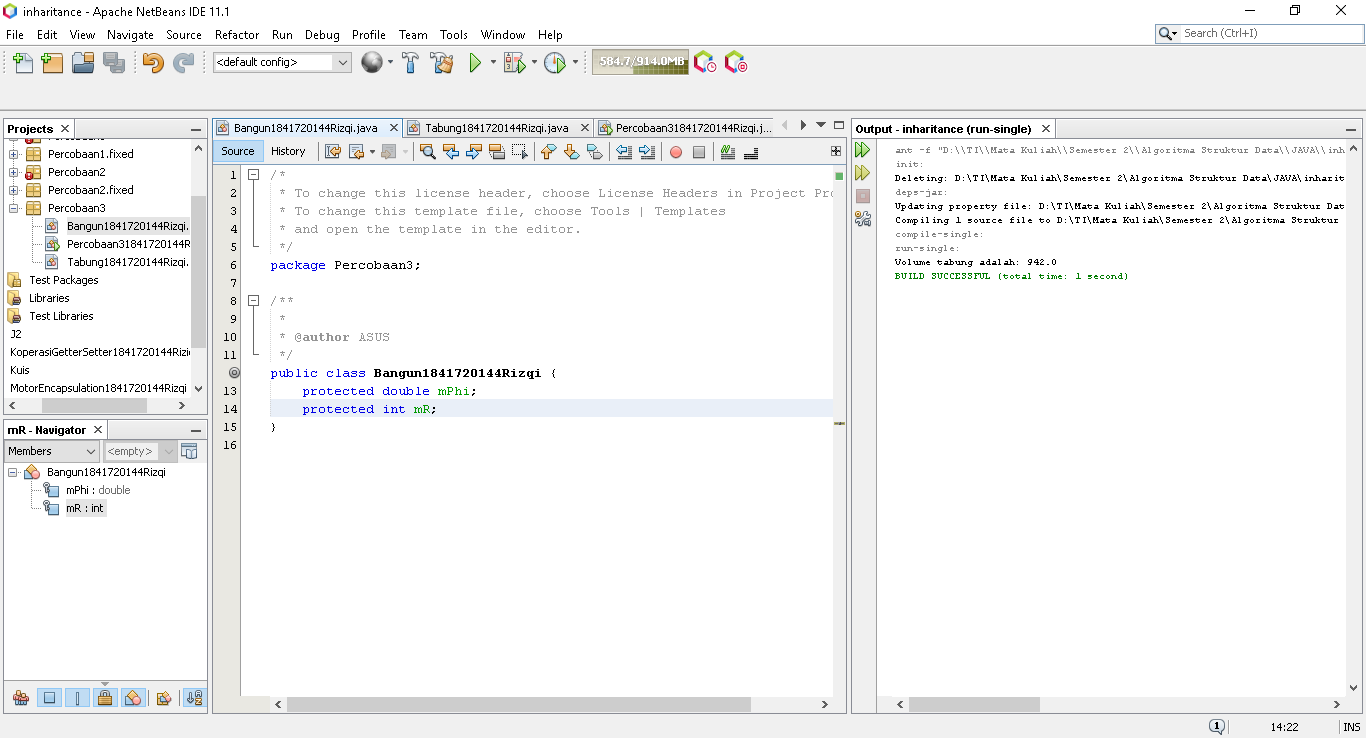 inharitance - Apache NetBeans IDE 11.1
File Edit View Navigate Source Refactor Run Debug Profile Team Tools Window Help
Search (Ctrl+I)
<default config>
584.7/914.0MB
Projects
Percobaan1.fixed
Percobaan2
Percobaan2.fixed
Percobaan3
Bangun1841720144Rizqi.
Percobaan31841720144R
Tabung1841720144Rizqi.
Test Packages
Libraries
Test Libraries
J2
KoperasiGetterSetter1841720144Rizqi
Kuis
MotorEncapsulation1841720144Rizqi
mR - Navigator
Members
<empty>
Bangun1841720144Rizqi
mPhi : double
mR : int
Bangun1841720144Rizqi.java
Tabung1841720144Rizqi.java
Percobaan31841720144Rizqi.j...
Source History
1 /*
2 * To change this license header, choose License Headers in Project Pro
3 * To change this template file, choose Tools | Templates
4 * and open the template in the editor.
5 */
6 package Percobaan3;
7
8 /**
9 *
10 * @author ASUS
11 */
public class Bangun1841720144Rizqi {
13 protected double mPhi;
14 protected int mR;
15 }
16
Output - inharitance (run-single)
ant -f "D:\\TI\\Mata Kuliah\\Semester 2\\Algoritma Struktur Data\\JAVA\\inh
init:
Deleting: D:\TI\Mata Kuliah\Semester 2\Algoritma Struktur Data\JAVA\inharit
deps-jar:
Updating property file: D:\TI\Mata Kuliah\Semester 2\Algoritma Struktur Dat
Compiling 1 source file to D:\TI\Mata Kuliah\Semester 2\Algoritma Struktur
compile-single:
run-single:
Volume tabung adalah: 942.0
BUILD SUCCESSFUL (total time: 1 second)
1
14:22
INS